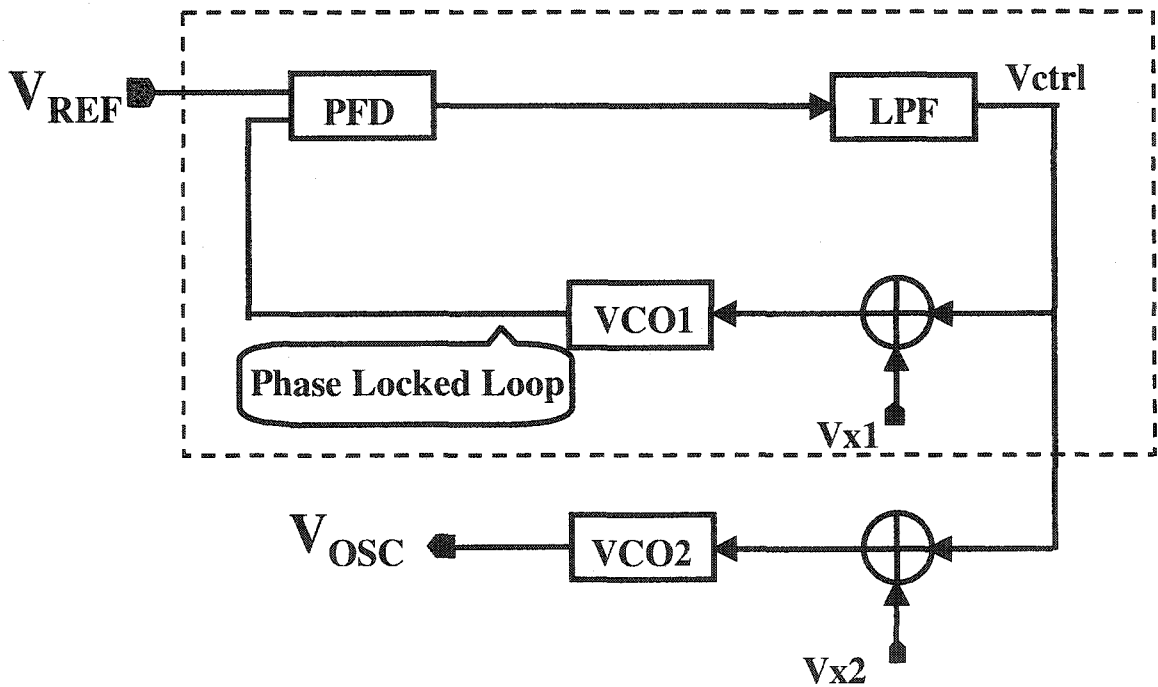 V_REF
PFD
LPF
Vctrl
VCO1
Phase Locked Loop
Vx1
V_OSC
VCO2
Vx2